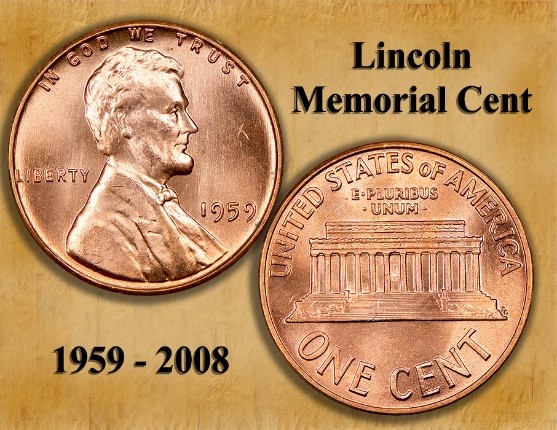 IN GOD WE TRUST
LIBERTY
1959
Lincoln
Memorial Cent
UNITED STATES OF AMERICA
E·PLURIBUS
·UNUM·
ONE CENT
1959 - 2008